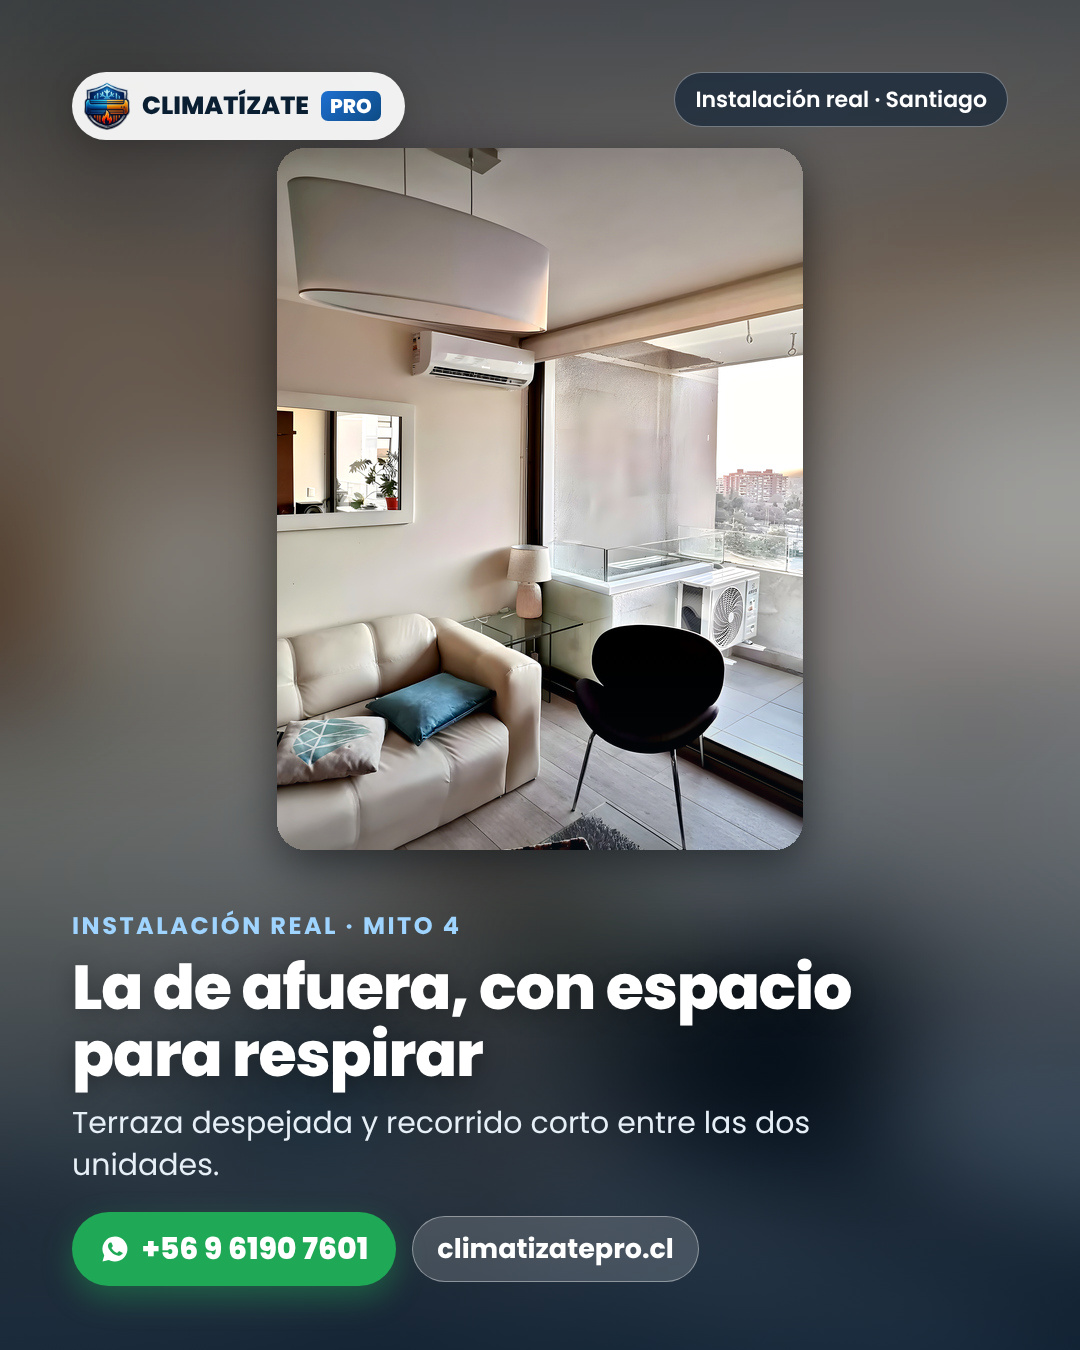 CLIMATÍZATE PRO
Instalación real · Santiago
INSTALACIÓN REAL · MITO 4
La de afuera, con espacio
para respirar
Terraza despejada y recorrido corto entre las dos
unidades.
+56 9 6190 7601
climatizatepro.cl